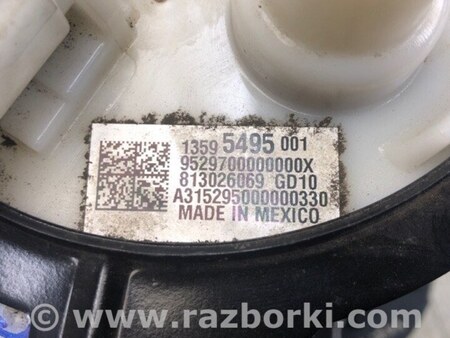 1359 5495 001
9529700000000X
813026069 GD10
A315295000000330
MADE IN MEXICO
© www.razborki.com